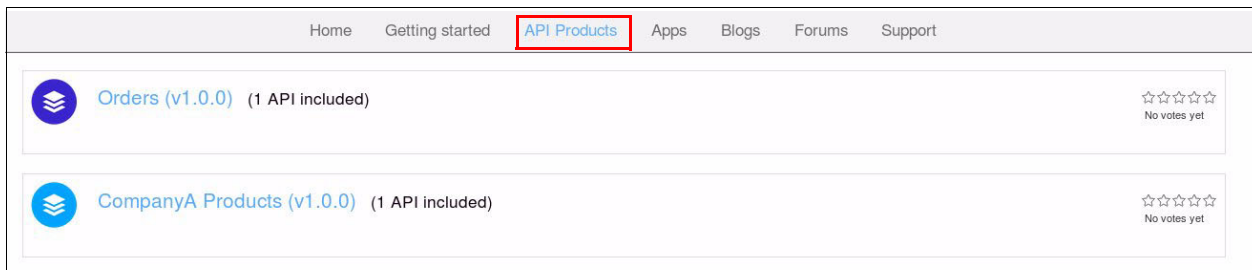 Home Getting started API Products Apps Blogs Forums Support
Orders (v1.0.0) (1 API included)
No votes yet
CompanyA Products (v1.0.0) (1 API included)
No votes yet